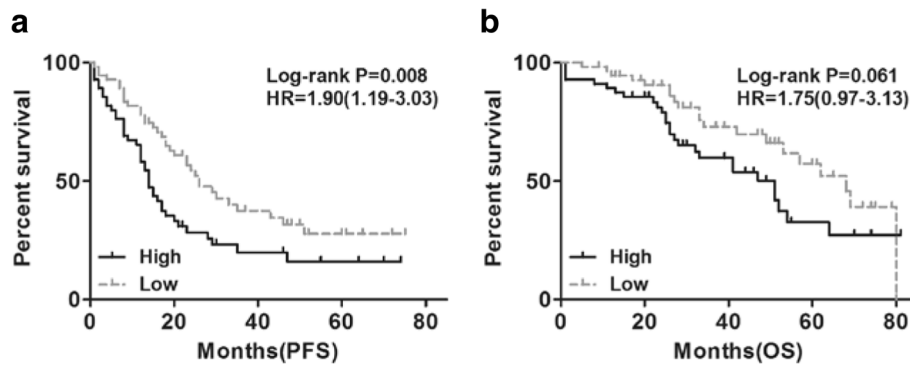 a
100
50
0
Percent survival
Log-rank P=0.008
HR=1.90(1.19-3.03)
High
Low
0 20 40 60 80
Months(PFS)
b
100
50
0
Percent survival
Log-rank P=0.061
HR=1.75(0.97-3.13)
High
Low
0 20 40 60 80
Months(OS)